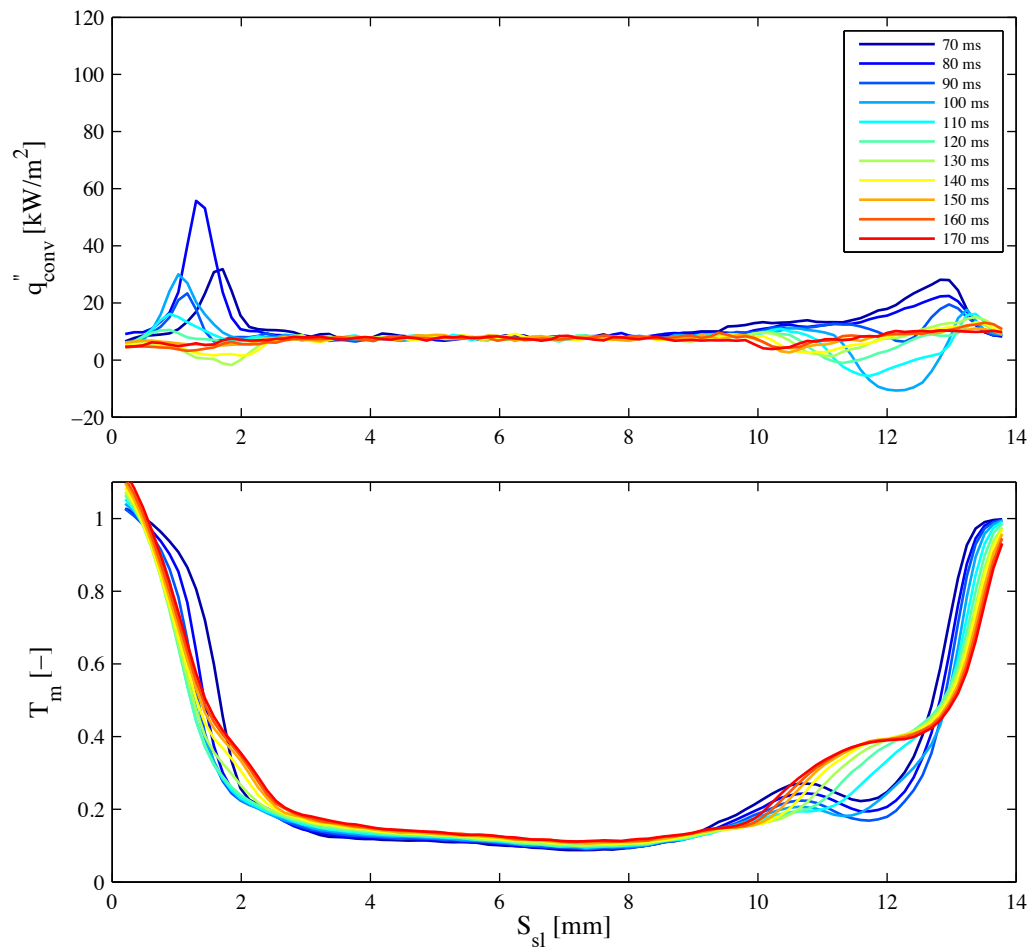 120
100
80
60
40
20
0
−20
q"conv [kW/m2]
70 ms
80 ms
90 ms
100 ms
110 ms
120 ms
130 ms
140 ms
150 ms
160 ms
170 ms
0 2 4 6 8 10 12 14
1
0.8
0.6
0.4
0.2
0
Tm [−]
0 2 4 6 8 10 12 14
Ssl [mm]